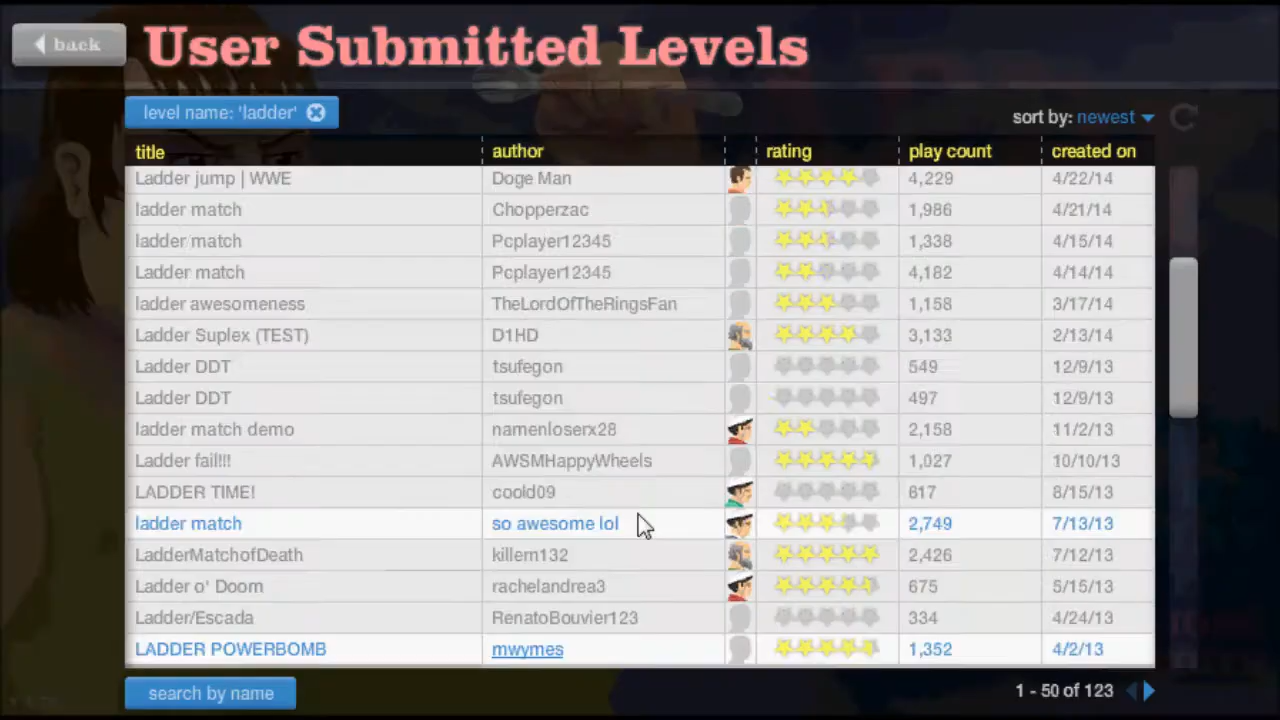 back
User Submitted Levels
level name: 'ladder'
sort by: newest
title author rating play count created on
Ladder jump | WWE Doge Man 4,229 4/22/14
ladder match Chopperzac 1,986 4/21/14
ladder match Pcplayer12345 1,338 4/15/14
Ladder match Pcplayer12345 4,182 4/14/14
ladder awesomeness TheLordOfTheRingsFan 1,158 3/17/14
Ladder Suplex (TEST) D1HD 3,133 2/13/14
Ladder DDT tsufegon 549 12/9/13
Ladder DDT tsufegon 497 12/9/13
ladder match demo namenloserx28 2,158 11/2/13
Ladder fail!!! AWSMHappyWheels 1,027 10/10/13
LADDER TIME! coold09 817 8/15/13
ladder match so awesome lol 2,749 7/13/13
LadderMatchofDeath killem132 2,426 7/12/13
Ladder o' Doom rachelandrea3 675 5/15/13
Ladder/Escada RenatoBouvier123 334 4/24/13
LADDER POWERBOMB mwymes 1,352 4/2/13
search by name
1 - 50 of 123